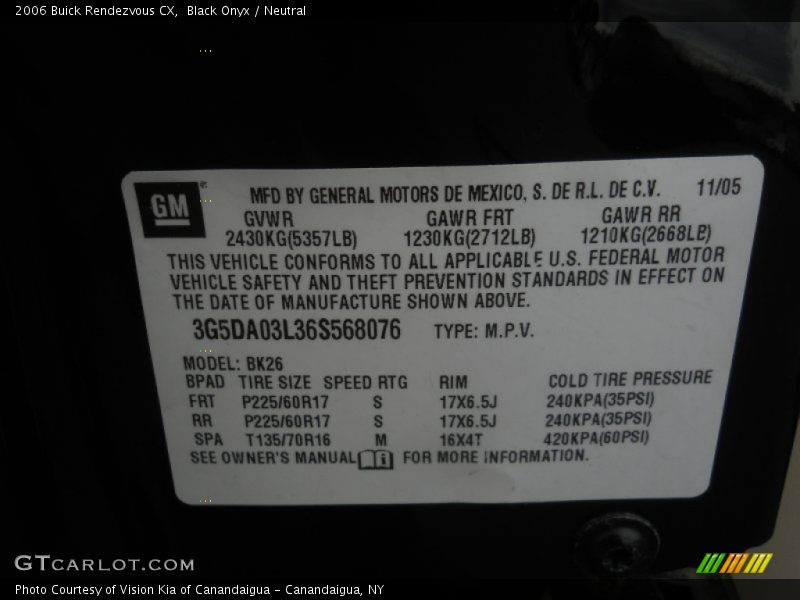 2006 Buick Rendezvous CX,  Black Onyx / Neutral
GM
MFD BY GENERAL MOTORS DE MEXICO, S. DE R.L. DE C.V. 11/05
GVWR GAWR FRT GAWR RR
2430KG(5357LB) 1230KG(2712LB) 1210KG(2668LB)
THIS VEHICLE CONFORMS TO ALL APPLICABLE U.S. FEDERAL MOTOR
VEHICLE SAFETY AND THEFT PREVENTION STANDARDS IN EFFECT ON
THE DATE OF MANUFACTURE SHOWN ABOVE.
3G5DA03L36S568076 TYPE: M.P.V.
MODEL: BK26
BPAD TIRE SIZE SPEED RTG RIM COLD TIRE PRESSURE
FRT P225/60R17 S 17X6.5J 240KPA(35PSI)
RR P225/60R17 S 17X6.5J 240KPA(35PSI)
SPA T135/70R16 M 16X4T 420KPA(60PSI)
SEE OWNER'S MANUAL FOR MORE INFORMATION.
GTCARLOT.COM
Photo Courtesy of Vision Kia of Canandaigua - Canandaigua, NY